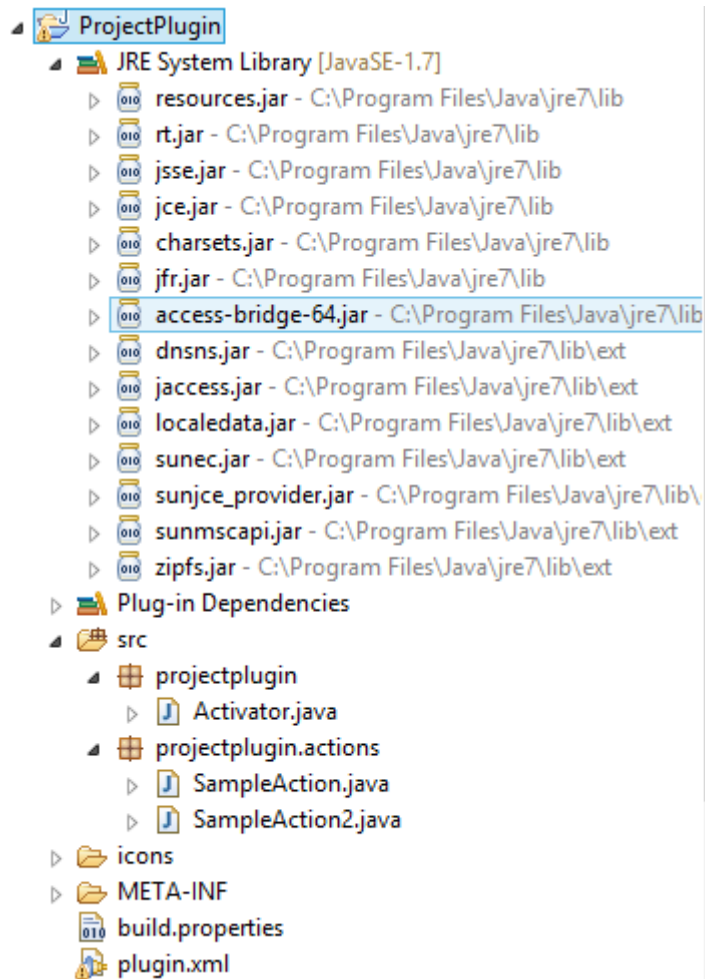 ProjectPlugin
JRE System Library [JavaSE-1.7]
resources.jar - C:\Program Files\Java\jre7\lib
rt.jar - C:\Program Files\Java\jre7\lib
jsse.jar - C:\Program Files\Java\jre7\lib
jce.jar - C:\Program Files\Java\jre7\lib
charsets.jar - C:\Program Files\Java\jre7\lib
jfr.jar - C:\Program Files\Java\jre7\lib
access-bridge-64.jar - C:\Program Files\Java\jre7\lib
dnsns.jar - C:\Program Files\Java\jre7\lib\ext
jaccess.jar - C:\Program Files\Java\jre7\lib\ext
localedata.jar - C:\Program Files\Java\jre7\lib\ext
sunec.jar - C:\Program Files\Java\jre7\lib\ext
sunjce_provider.jar - C:\Program Files\Java\jre7\lib\
sunmscapi.jar - C:\Program Files\Java\jre7\lib\ext
zipfs.jar - C:\Program Files\Java\jre7\lib\ext
Plug-in Dependencies
src
projectplugin
Activator.java
projectplugin.actions
SampleAction.java
SampleAction2.java
icons
META-INF
build.properties
plugin.xml